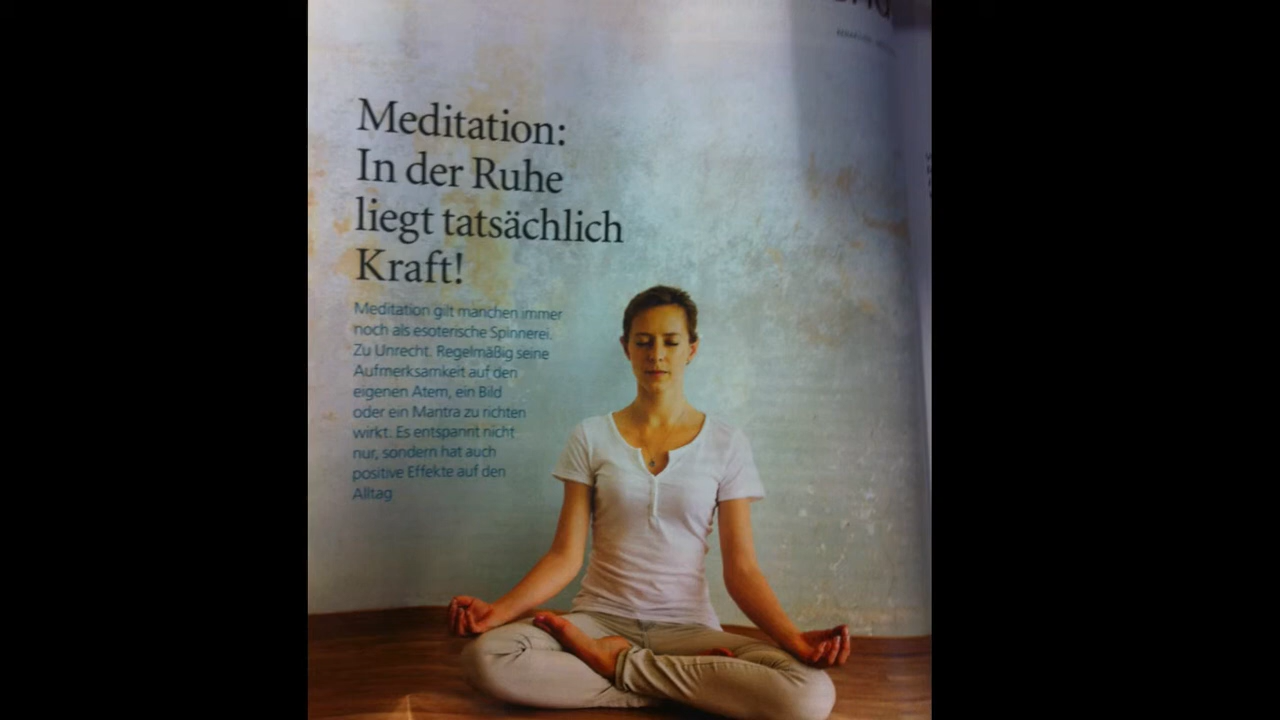 Meditation:
In der Ruhe
liegt tatsächlich
Kraft!
Meditation gilt manchen immer
noch als esoterische Spinnerei.
Zu Unrecht. Regelmäßig seine
Aufmerksamkeit auf den
eigenen Atem, ein Bild
oder ein Mantra zu richten
wirkt. Es entspannt nicht
nur, sondern hat auch
positive Effekte auf den
Alltag